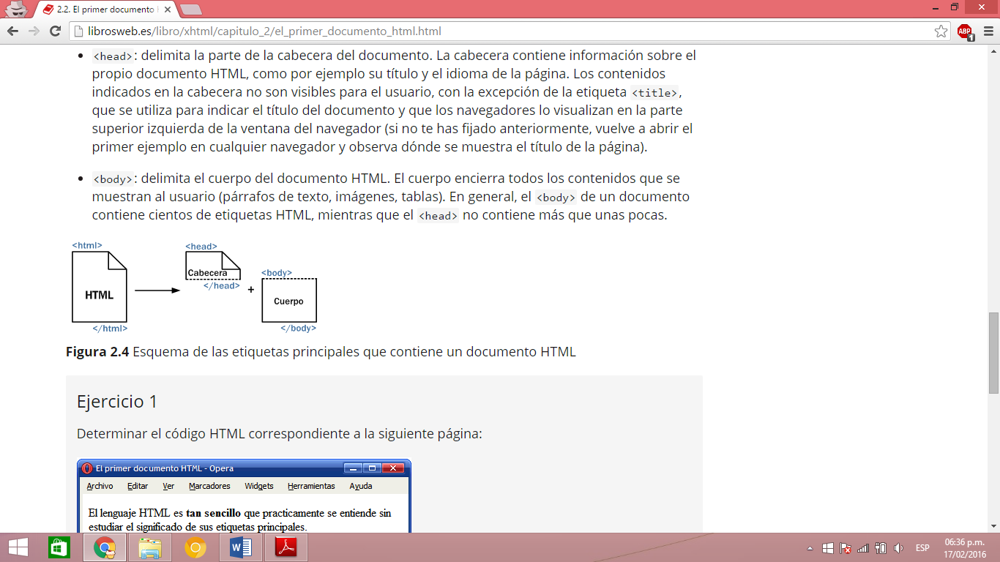 2.2. El primer documento
librosweb.es/libro/xhtml/capitulo_2/el_primer_documento_html.html
ABP
1
<head>: delimita la parte de la cabecera del documento. La cabecera contiene información sobre el
propio documento HTML, como por ejemplo su título y el idioma de la página. Los contenidos
indicados en la cabecera no son visibles para el usuario, con la excepción de la etiqueta <title>,
que se utiliza para indicar el título del documento y que los navegadores lo visualizan en la parte
superior izquierda de la ventana del navegador (si no te has fijado anteriormente, vuelve a abrir el
primer ejemplo en cualquier navegador y observa dónde se muestra el título de la página).
<body>: delimita el cuerpo del documento HTML. El cuerpo encierra todos los contenidos que se
muestran al usuario (párrafos de texto, imágenes, tablas). En general, el <body> de un documento
contiene cientos de etiquetas HTML, mientras que el <head> no contiene más que unas pocas.
<html>
HTML
</html>
<head>
Cabecera
</head>
+
<body>
Cuerpo
</body>
Figura 2.4 Esquema de las etiquetas principales que contiene un documento HTML
Ejercicio 1
Determinar el código HTML correspondiente a la siguiente página:
El primer documento HTML - Opera
Archivo Editar Ver Marcadores Widgets Herramientas Ayuda
El lenguaje HTML es tan sencillo que practicamente se entiende sin
estudiar el significado de sus etiquetas principales.
ESP
06:36 p.m.
17/02/2016